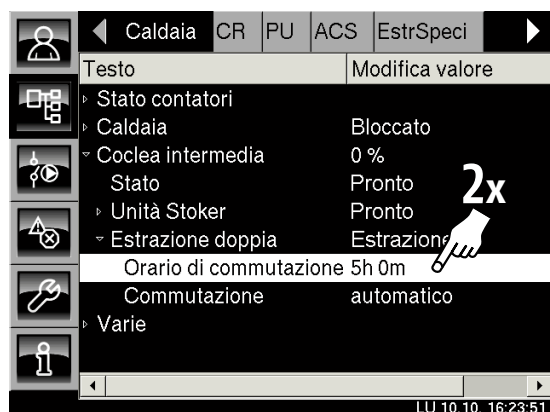 Caldaia CR PU ACS EstrSpeci
Testo Modifica valore
Stato contatori
Caldaia Bloccato
Coclea intermedia 0 %
Stato Pronto
2x
Unità Stoker Pronto
Estrazione doppia Estrazione
Orario di commutazione 5h 0m
Commutazione automatico
Varie
LU 10.10. 16:23:51